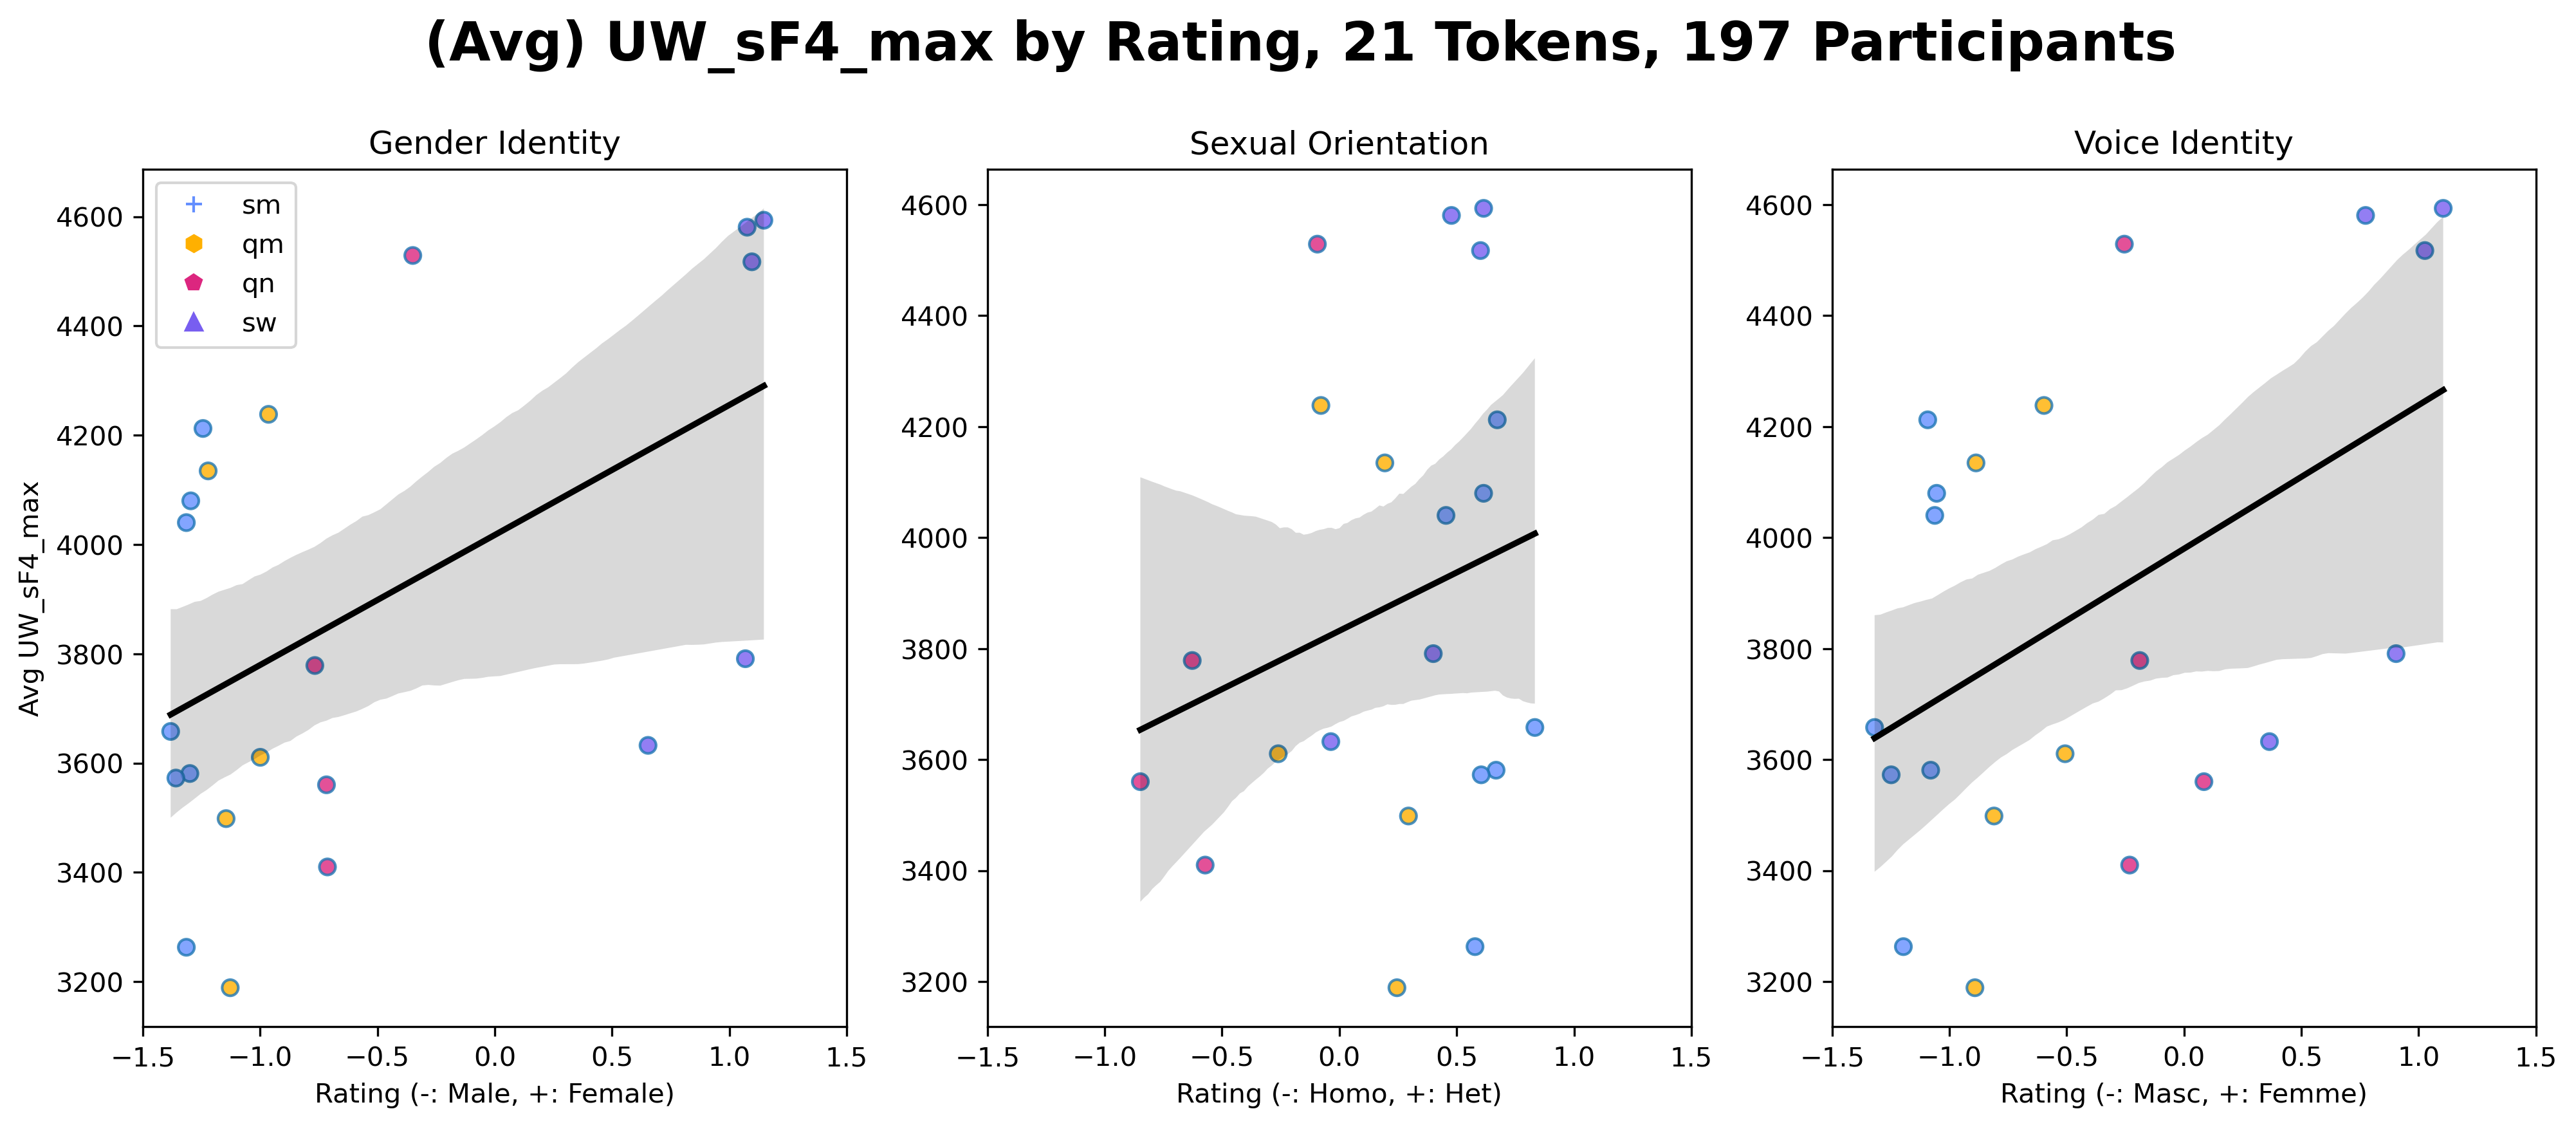 (Avg) UW_sF4_max by Rating, 21 Tokens, 197 Participants
Gender Identity
sm
qm
qn
sw
4600
4400
4200
4000
3800
3600
3400
3200
Avg UW_sF4_max
−1.5 −1.0 −0.5 0.0 0.5 1.0 1.5
Rating (-: Male, +: Female)
Sexual Orientation
4600
4400
4200
4000
3800
3600
3400
3200
−1.5 −1.0 −0.5 0.0 0.5 1.0 1.5
Rating (-: Homo, +: Het)
Voice Identity
4600
4400
4200
4000
3800
3600
3400
3200
−1.5 −1.0 −0.5 0.0 0.5 1.0 1.5
Rating (-: Masc, +: Femme)